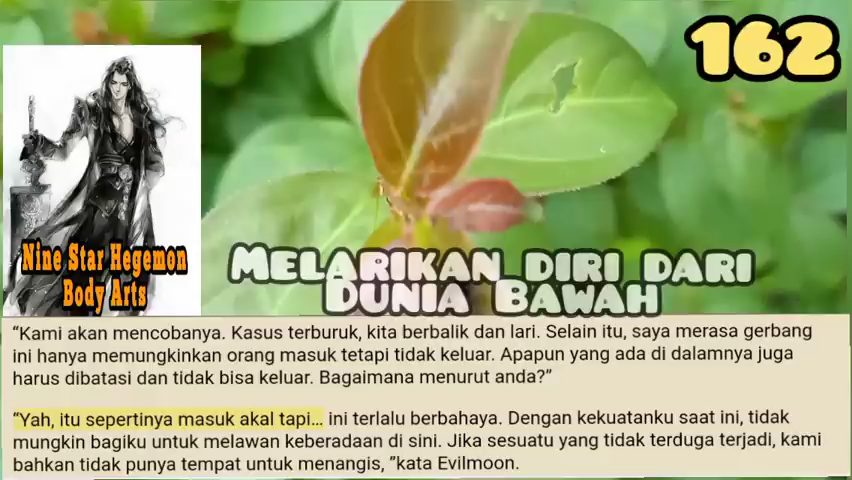 162
Nine Star Hegemon
Body Arts
Melarikan diri dari
Dunia Bawah
“Kami akan mencobanya. Kasus terburuk, kita berbalik dan lari. Selain itu, saya merasa gerbang
ini hanya memungkinkan orang masuk tetapi tidak keluar. Apapun yang ada di dalamnya juga
harus dibatasi dan tidak bisa keluar. Bagaimana menurut anda?”
“Yah, itu sepertinya masuk akal tapi... ini terlalu berbahaya. Dengan kekuatanku saat ini, tidak
mungkin bagiku untuk melawan keberadaan di sini. Jika sesuatu yang tidak terduga terjadi, kami
bahkan tidak punya tempat untuk menangis, ”kata Evilmoon.